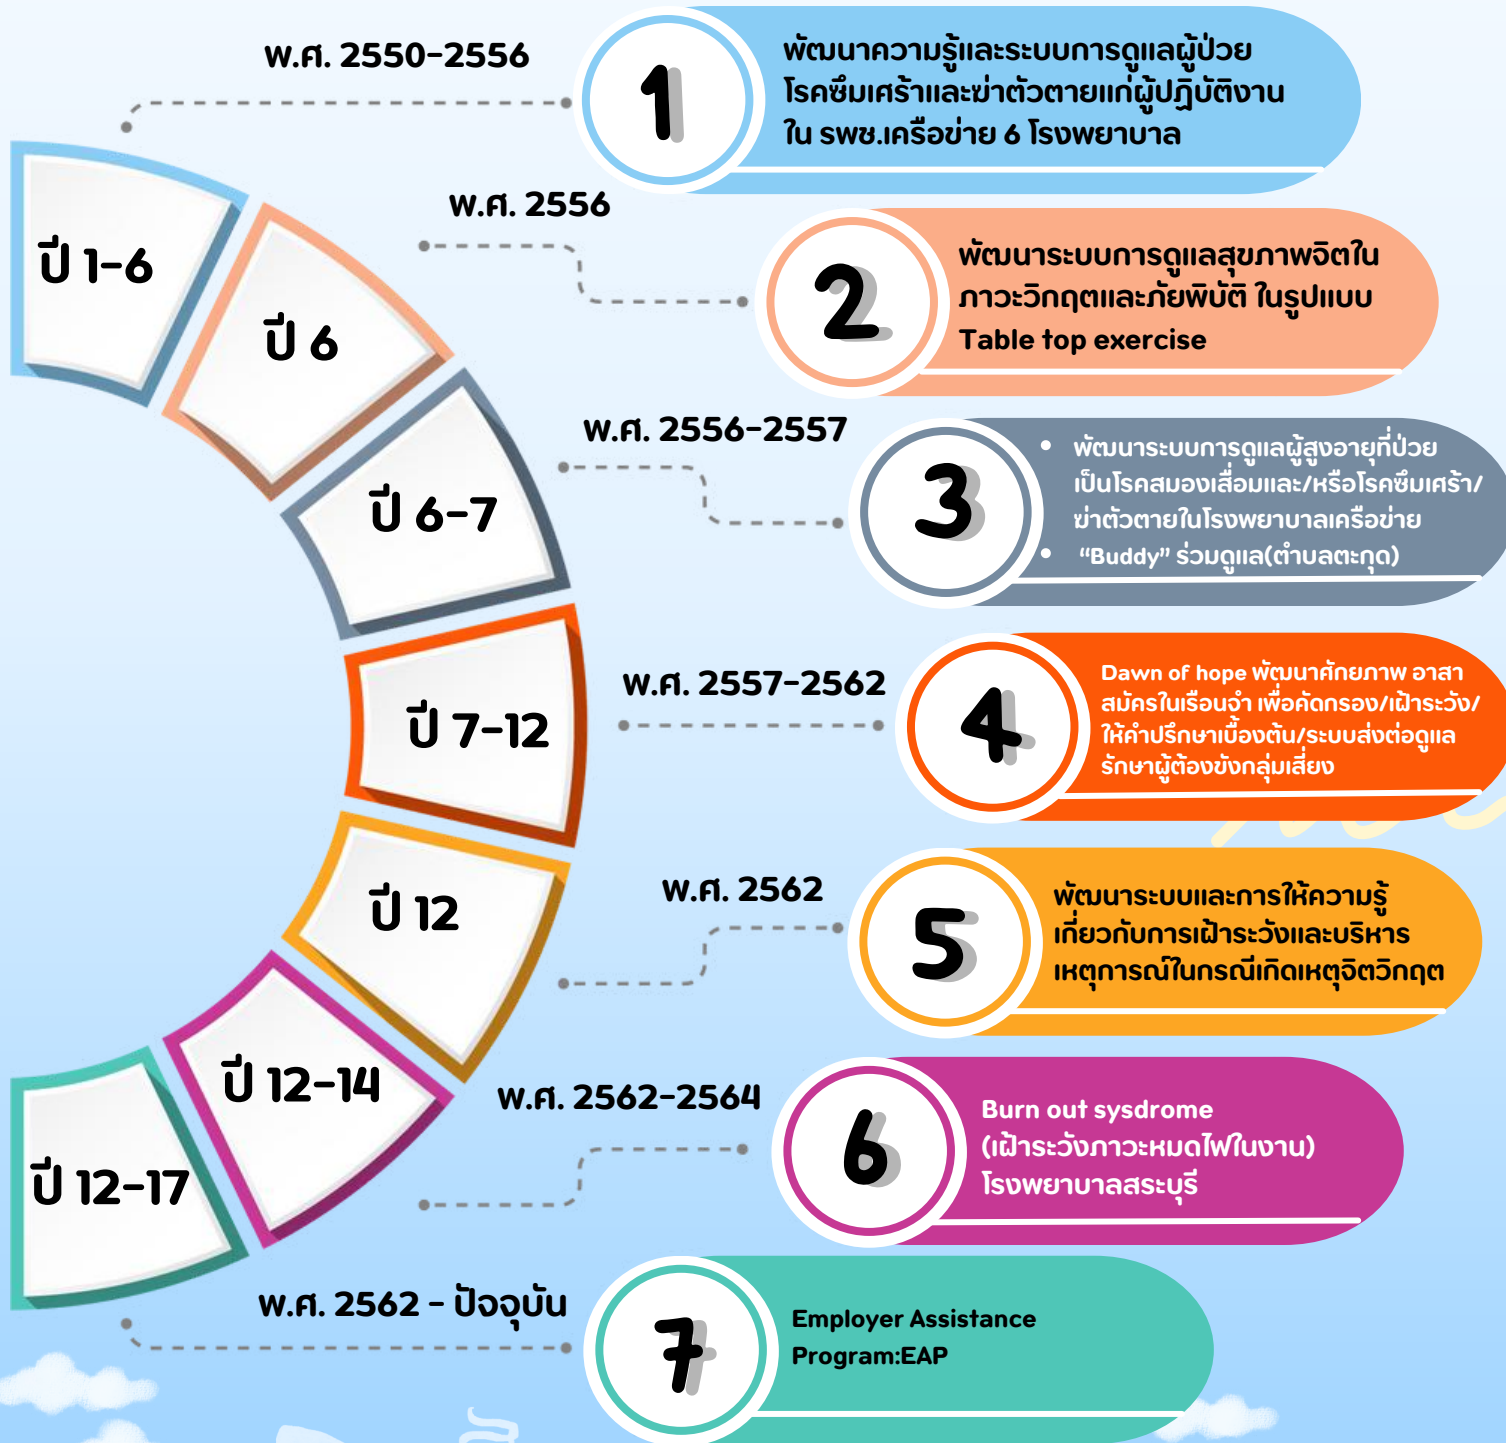 พ.ศ. 2550-2556
1
พัฒนาความรู้และระบบการดูแลผู้ป่วย
โรคซึมเศร้าและฆ่าตัวตายแก่ผู้ปฏิบัติงาน
ใน รพช.เครือข่าย 6 โรงพยาบาล
ปี 1-6
พ.ศ. 2556
2
พัฒนาระบบการดูแลสุขภาพจิตใน
ภาวะวิกฤตและภัยพิบัติ ในรูปแบบ
Table top exercise
ปี 6
พ.ศ. 2556-2557
3
• พัฒนาระบบการดูแลผู้สูงอายุที่ป่วย
เป็นโรคสมองเสื่อมและ/หรือโรคซึมเศร้า/
ฆ่าตัวตายในโรงพยาบาลเครือข่าย
• “Buddy” ร่วมดูแล(ตำบลตะกุด)
ปี 6-7
พ.ศ. 2557-2562
4
Dawn of hope พัฒนาศักยภาพ อาสา
สมัครในเรือนจำ เพื่อคัดกรอง/เฝ้าระวัง/
ให้คำปรึกษาเบื้องต้น/ระบบส่งต่อดูแล
รักษาผู้ต้องขังกลุ่มเสี่ยง
ปี 7-12
พ.ศ. 2562
5
พัฒนาระบบและการให้ความรู้
เกี่ยวกับการเฝ้าระวังและบริหาร
เหตุการณ์ในกรณีเกิดเหตุจิตวิกฤต
ปี 12
พ.ศ. 2562-2564
6
Burn out sysdrome
(เฝ้าระวังภาวะหมดไฟในงาน)
โรงพยาบาลสระบุรี
ปี 12-14
พ.ศ. 2562 - ปัจจุบัน
7
Employer Assistance
Program:EAP
ปี 12-17